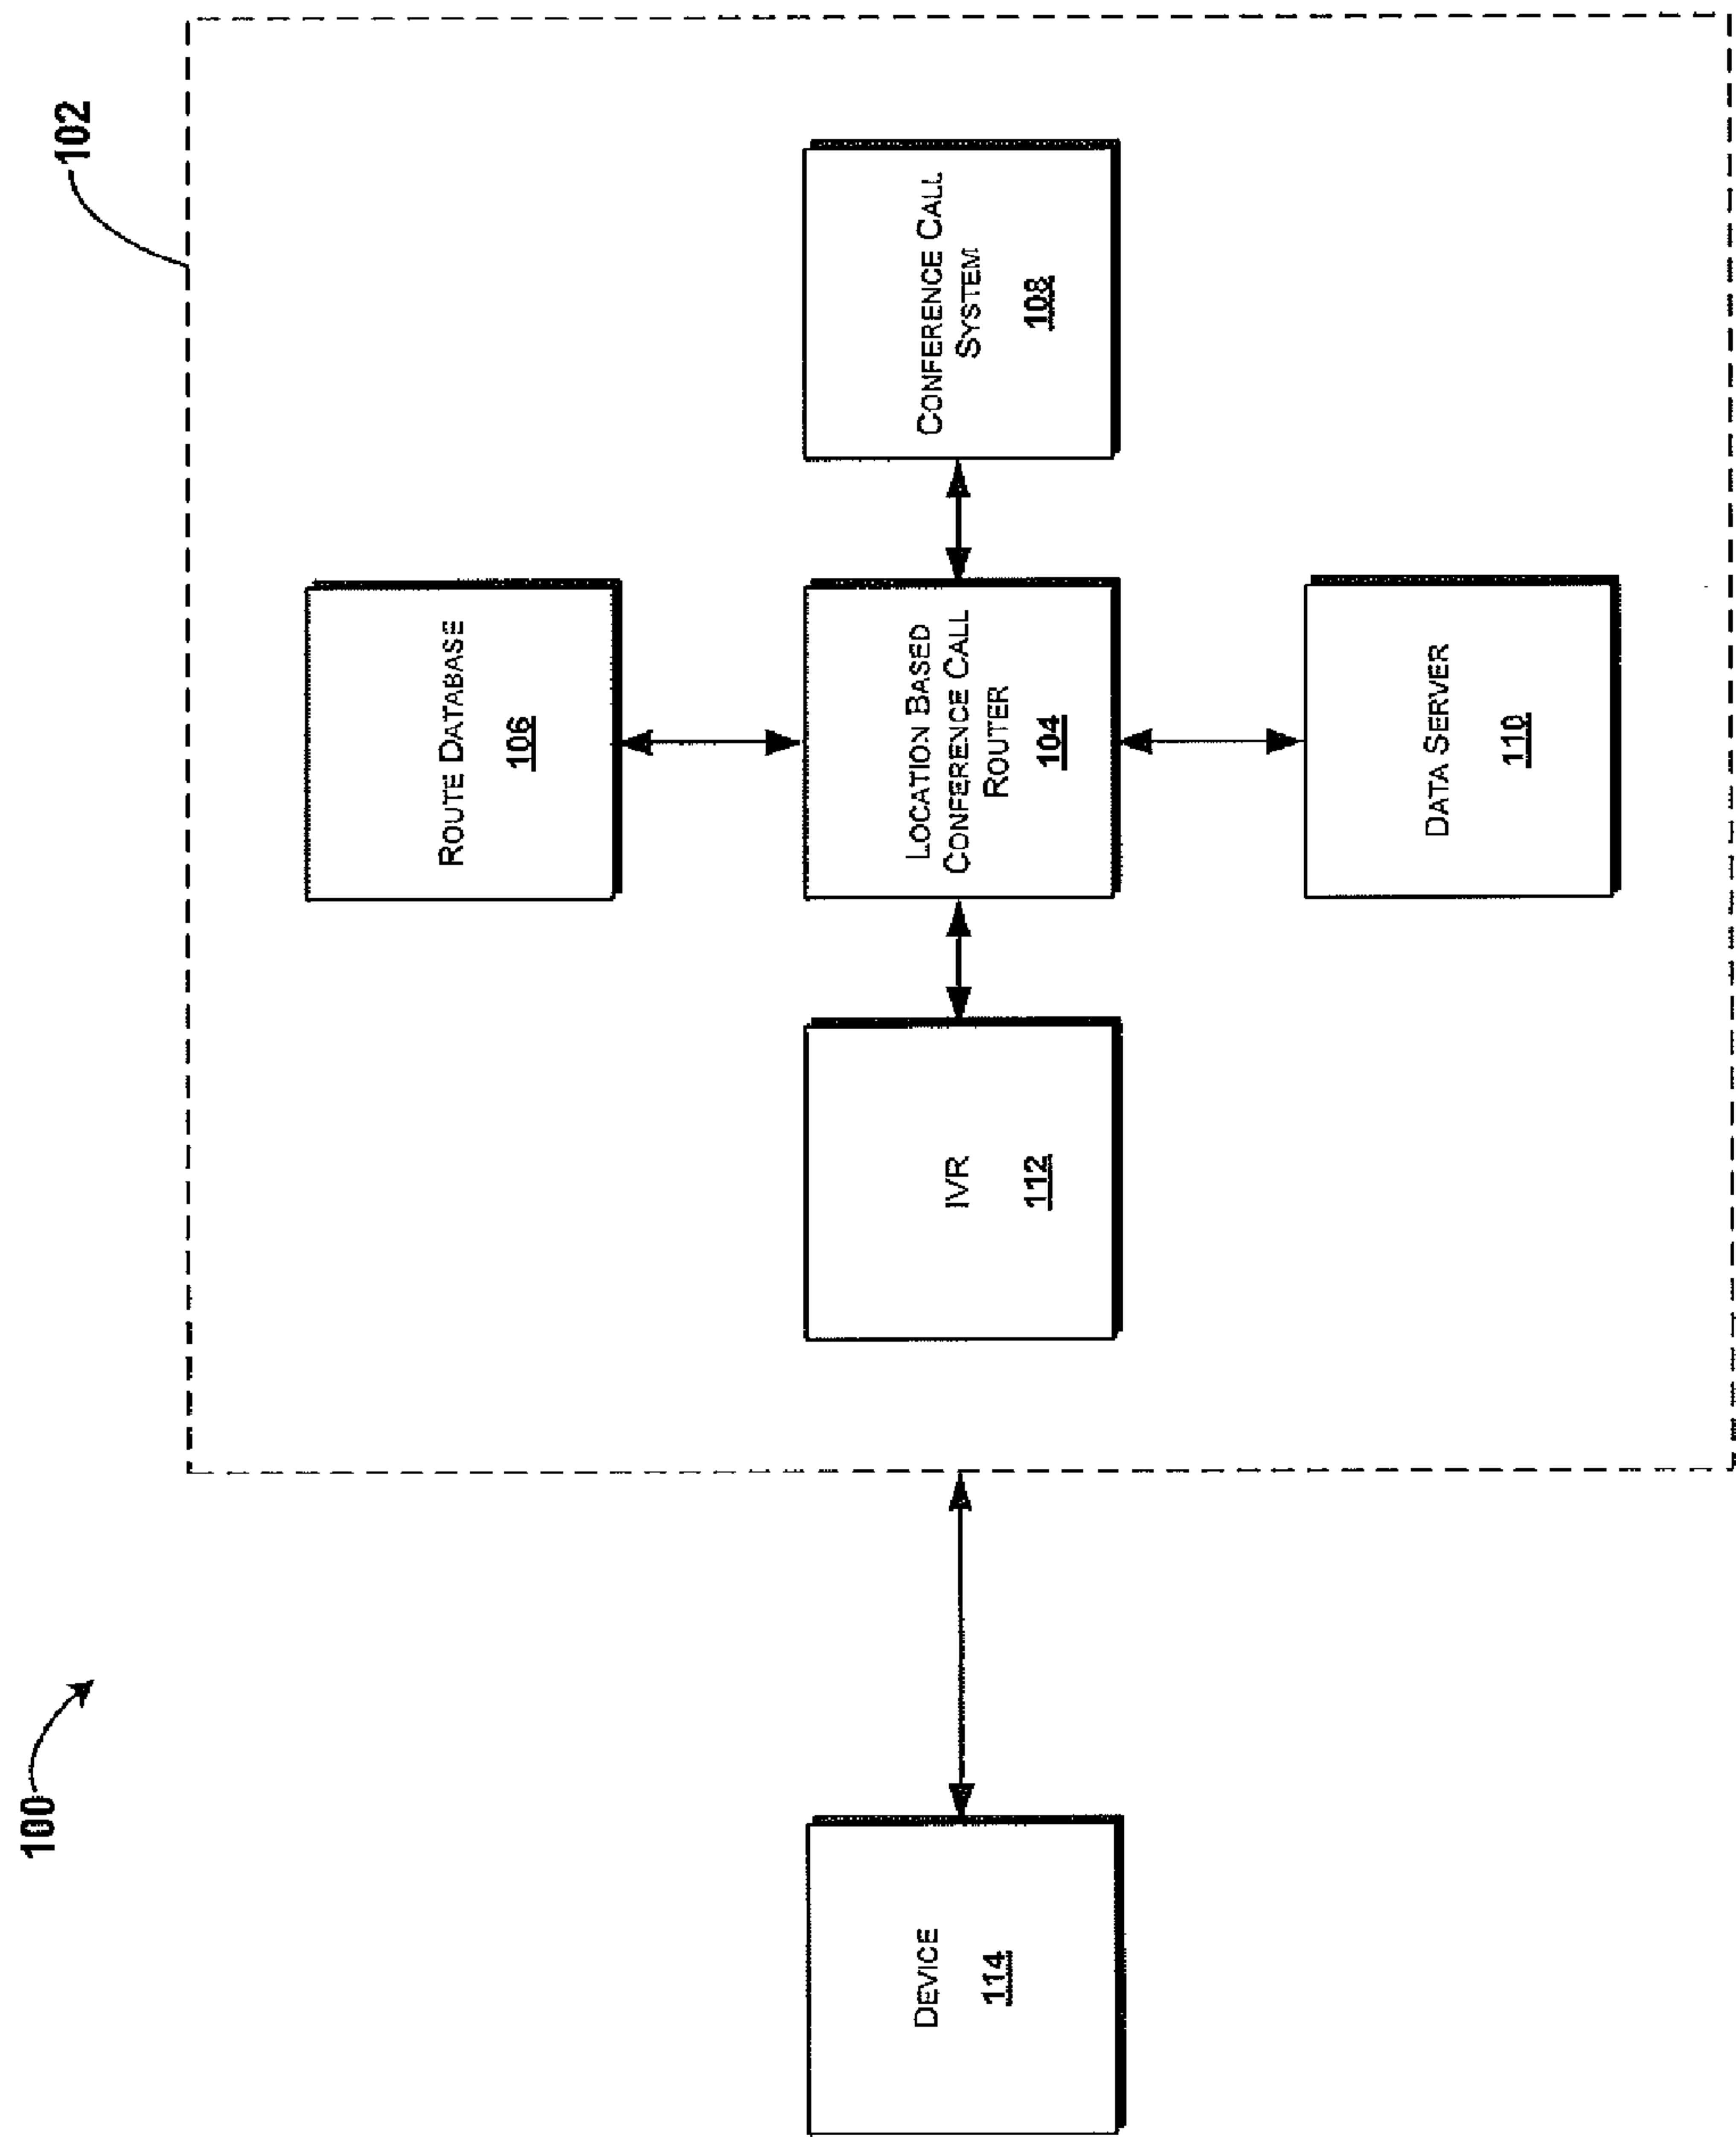 100
102
ROUTE DATABASE
106
DEVICE
114
IVR
112
LOCATION BASED
CONFERENCE CALL
ROUTER
104
CONFERENCE CALL
SYSTEM
108
DATA SERVER
110